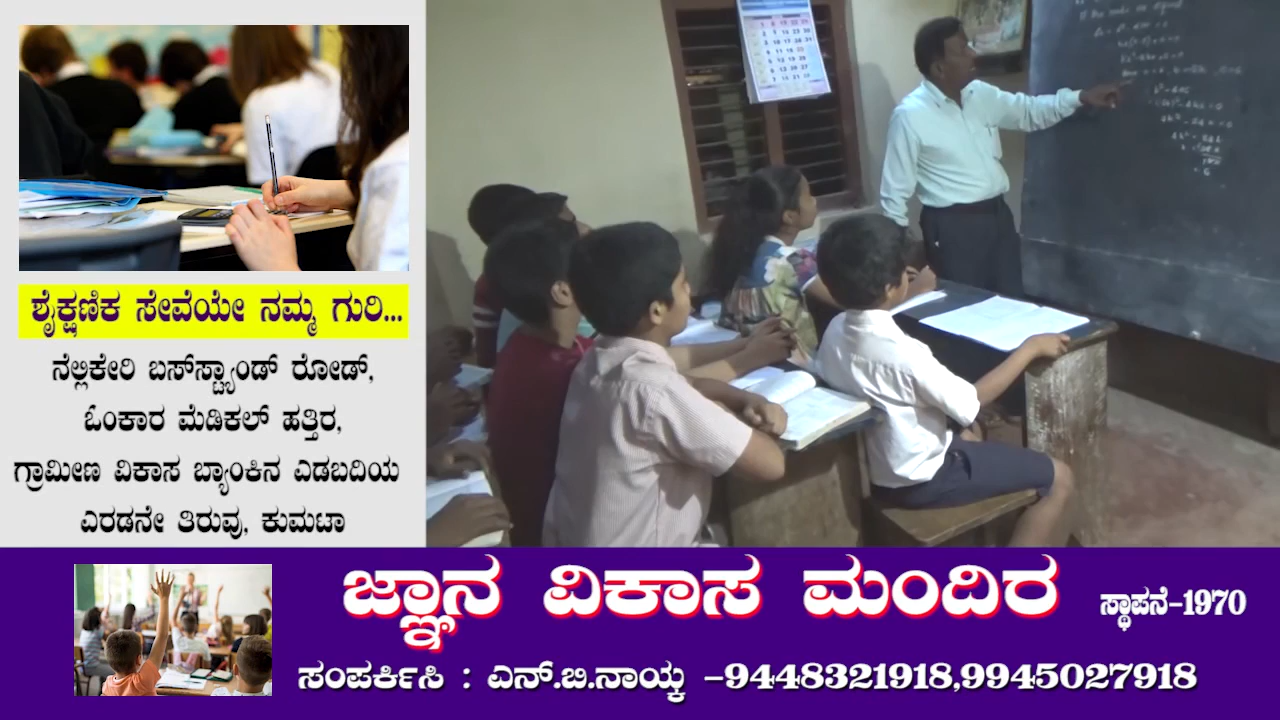 ಶೈಕ್ಷಣಿಕ ಸೇವೆಯೇ ನಮ್ಮ ಗುರಿ...
ನೆಲ್ಲಿಕೇರಿ ಬಸ್‌ಸ್ಟ್ಯಾಂಡ್ ರೋಡ್,
ಓಂಕಾರ ಮೆಡಿಕಲ್ ಹತ್ತಿರ,
ಗ್ರಾಮೀಣ ವಿಕಾಸ ಬ್ಯಾಂಕಿನ ಎಡಬದಿಯ
ಎರಡನೇ ತಿರುವು, ಕುಮಟಾ
ಜ್ಞಾನ ವಿಕಾಸ ಮಂದಿರ
ಸ್ಥಾಪನೆ-1970
ಸಂಪರ್ಕಿಸಿ : ಎನ್.ಬಿ.ನಾಯ್ಕ -9448321918,9945027918